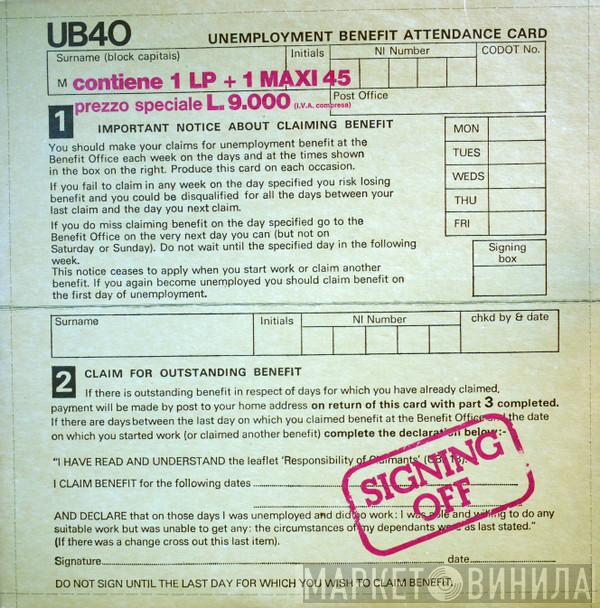 UB40
UNEMPLOYMENT BENEFIT ATTENDANCE CARD
Surname (block capitals)
Initials
NI Number
CODOT No.
M contiene 1 LP + 1 MAXI 45
prezzo speciale L. 9.000 (I.V.A. compresa)
Post Office
1 IMPORTANT NOTICE ABOUT CLAIMING BENEFIT
You should make your claims for unemployment benefit at the
Benefit Office each week on the days and at the times shown
in the box on the right. Produce this card on each occasion.
If you fail to claim in any week on the day specified you risk losing
benefit and you could be disqualified for all the days between your
last claim and the day you next claim.
If you do miss claiming benefit on the day specified go to the
Benefit Office on the very next day you can (but not on
Saturday or Sunday). Do not wait until the specified day in the following
week.
This notice ceases to apply when you start work or claim another
benefit. If you again become unemployed you should claim benefit on
the first day of unemployment.
MON
TUES
WEDS
THU
FRI
Signing
box
Surname
Initials
NI Number
chkd by & date
2 CLAIM FOR OUTSTANDING BENEFIT
If there is outstanding benefit in respect of days for which you have already claimed,
payment will be made by post to your home address on return of this card with part 3 completed.
If there are days between the last day on which you claimed benefit at the Benefit Office and the date
on which you started work (or claimed another benefit) complete the declaration below:-
"I HAVE READ AND UNDERSTAND the leaflet 'Responsibility of Claimants'
I CLAIM BENEFIT for the following dates
AND DECLARE that on those days I was unemployed and did no work: I was able and willing to do any
suitable work but was unable to get any: the circumstances of my dependants were as last stated."
(If there was a change cross out this last item).
Signature
date
DO NOT SIGN UNTIL THE LAST DAY FOR WHICH YOU WISH TO CLAIM BENEFIT.
SIGNING
OFF
МАРКЕТ ВИНИЛА